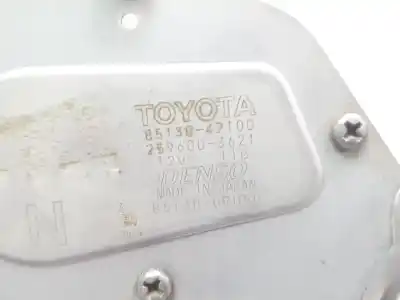 TOYOTA
85130-42100
259600-3621
12V
DENSO
MADE IN JAPAN
N